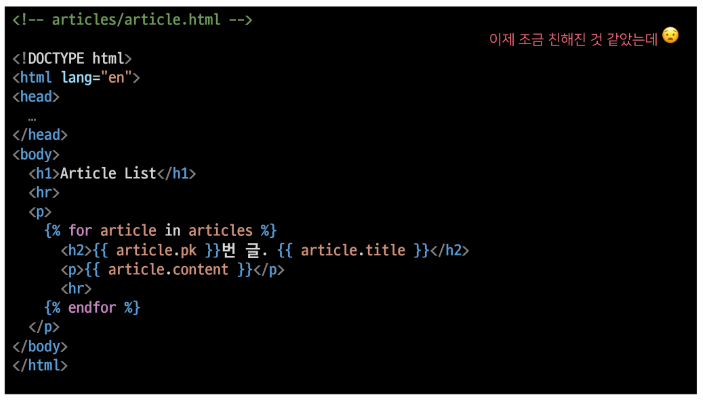 <!-- articles/article.html -->
이제 조금 친해진 것 같았는데 😧
<!DOCTYPE html>
<html lang="en">
<head>
  …
</head>
<body>
  <h1>Article List</h1>
  <hr>
  <p>
    {% for article in articles %}
      <h2>{{ article.pk }}번 글. {{ article.title }}</h2>
      <p>{{ article.content }}</p>
      <hr>
    {% endfor %}
  </p>
</body>
</html>